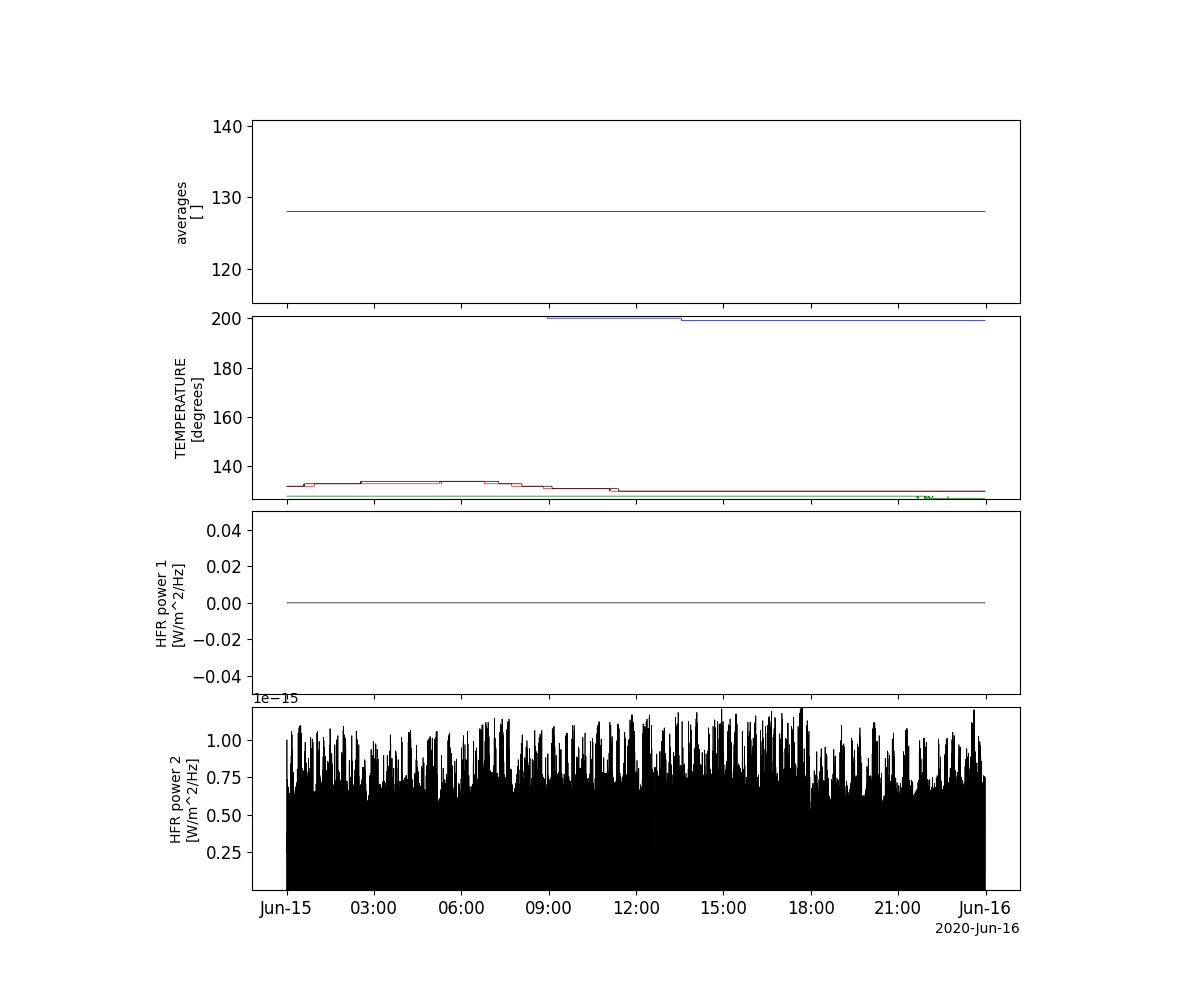 140
130
120
averages
[ ]
200
180
160
140
TEMPERATURE
[degrees]
0.04
0.02
0.00
−0.02
−0.04
HFR power 1
[W/m^2/Hz]
1e−15
1.00
0.75
0.50
0.25
HFR power 2
[W/m^2/Hz]
Jun-15 03:00 06:00 09:00 12:00 15:00 18:00 21:00 Jun-16
2020-Jun-16